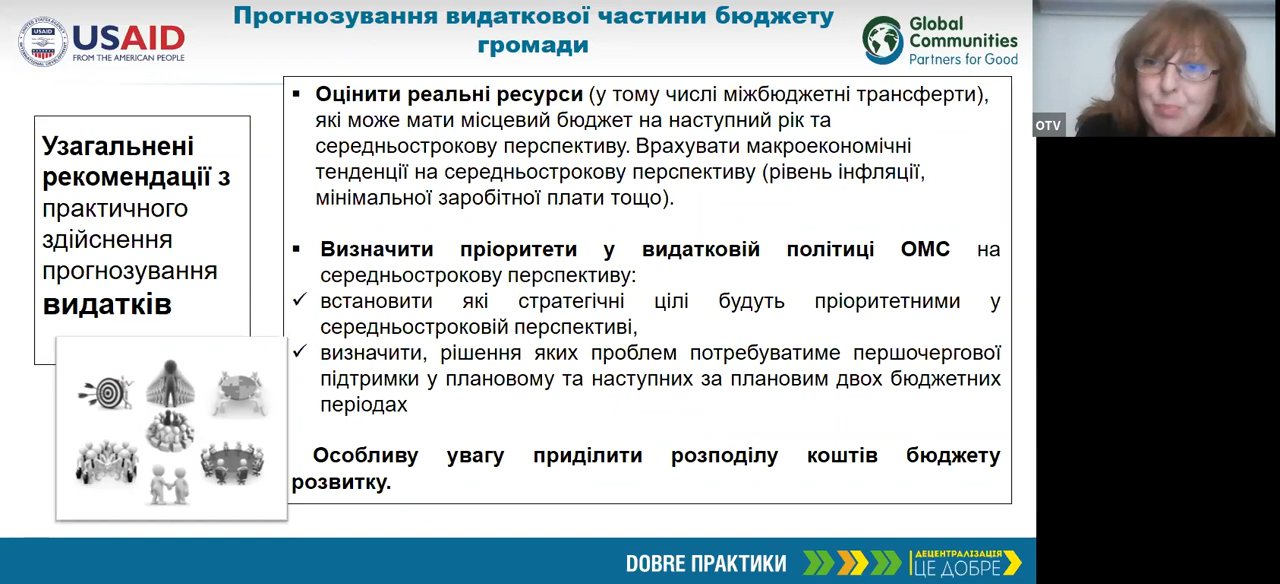 Прогнозування видаткової частини бюджету
громади
USAID
FROM THE AMERICAN PEOPLE
Global
Communities
Partners for Good
OTV
Узагальнені
рекомендації з
практичного
здійснення
прогнозування
видатків
▪ Оцінити реальні ресурси (у тому числі міжбюджетні трансферти),
які може мати місцевий бюджет на наступний рік та
середньострокову перспективу. Врахувати макроекономічні
тенденції на середньострокову перспективу (рівень інфляції,
мінімальної заробітної плати тощо).
▪ Визначити пріоритети у видатковій політиці ОМС на
середньострокову перспективу:
✓ встановити які стратегічні цілі будуть пріоритетними у
середньостроковій перспективі,
✓ визначити, рішення яких проблем потребуватиме першочергової
підтримки у плановому та наступних за плановим двох бюджетних
періодах
Особливу увагу приділити розподілу коштів бюджету
розвитку.
DOBRE ПРАКТИКИ
ДЕЦЕНТРАЛІЗАЦІЯ
ЦЕ ДОБРЕ